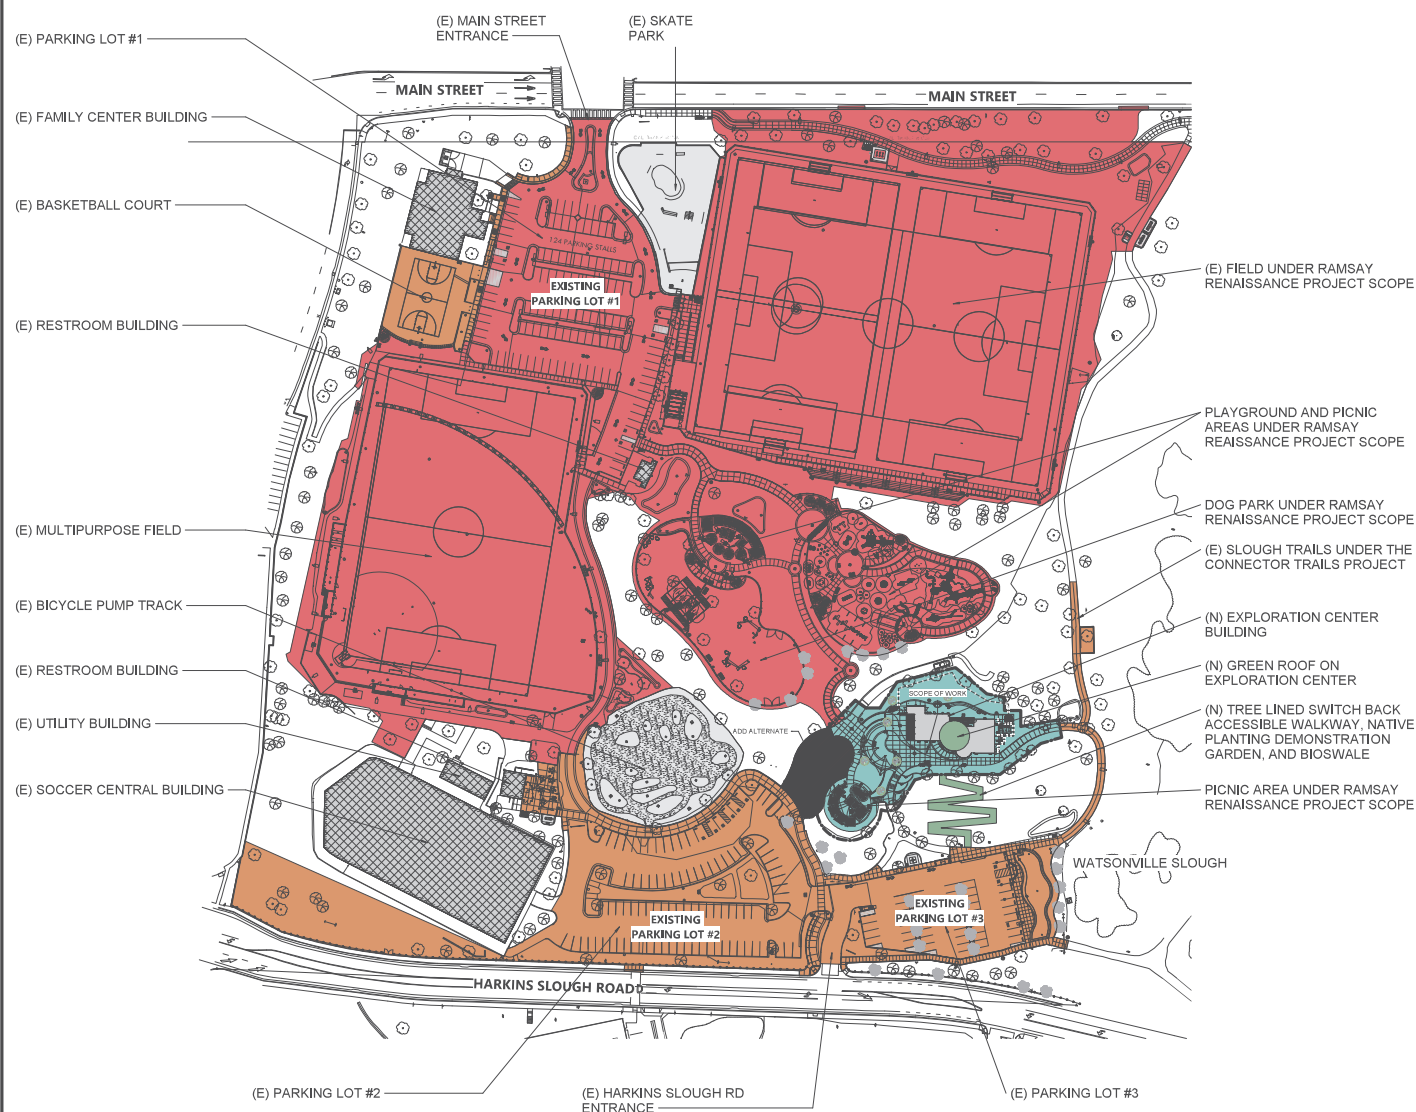 (E) MAIN STREET
ENTRANCE
(E) SKATE
PARK
(E) PARKING LOT #1
MAIN STREET
MAIN STREET
(E) FAMILY CENTER BUILDING
(E) BASKETBALL COURT
124 PARKING STALLS
EXISTING
PARKING LOT #1
(E) FIELD UNDER RAMSAY
RENAISSANCE PROJECT SCOPE
(E) RESTROOM BUILDING
PLAYGROUND AND PICNIC
AREAS UNDER RAMSAY
REAISSANCE PROJECT SCOPE
DOG PARK UNDER RAMSAY
RENAISSANCE PROJECT SCOPE
(E) MULTIPURPOSE FIELD
(E) SLOUGH TRAILS UNDER THE
CONNECTOR TRAILS PROJECT
(E) BICYCLE PUMP TRACK
(N) EXPLORATION CENTER
BUILDING
(E) RESTROOM BUILDING
(N) GREEN ROOF ON
EXPLORATION CENTER
SCOPE OF WORK
(E) UTILITY BUILDING
ADD ALTERNATE
(N) TREE LINED SWITCH BACK
ACCESSIBLE WALKWAY, NATIVE
PLANTING DEMONSTRATION
GARDEN, AND BIOSWALE
(E) SOCCER CENTRAL BUILDING
PICNIC AREA UNDER RAMSAY
RENAISSANCE PROJECT SCOPE
WATSONVILLE SLOUGH
EXISTING
PARKING LOT #3
EXISTING
PARKING LOT #2
HARKINS SLOUGH ROAD
(E) PARKING LOT #2
(E) HARKINS SLOUGH RD
ENTRANCE
(E) PARKING LOT #3